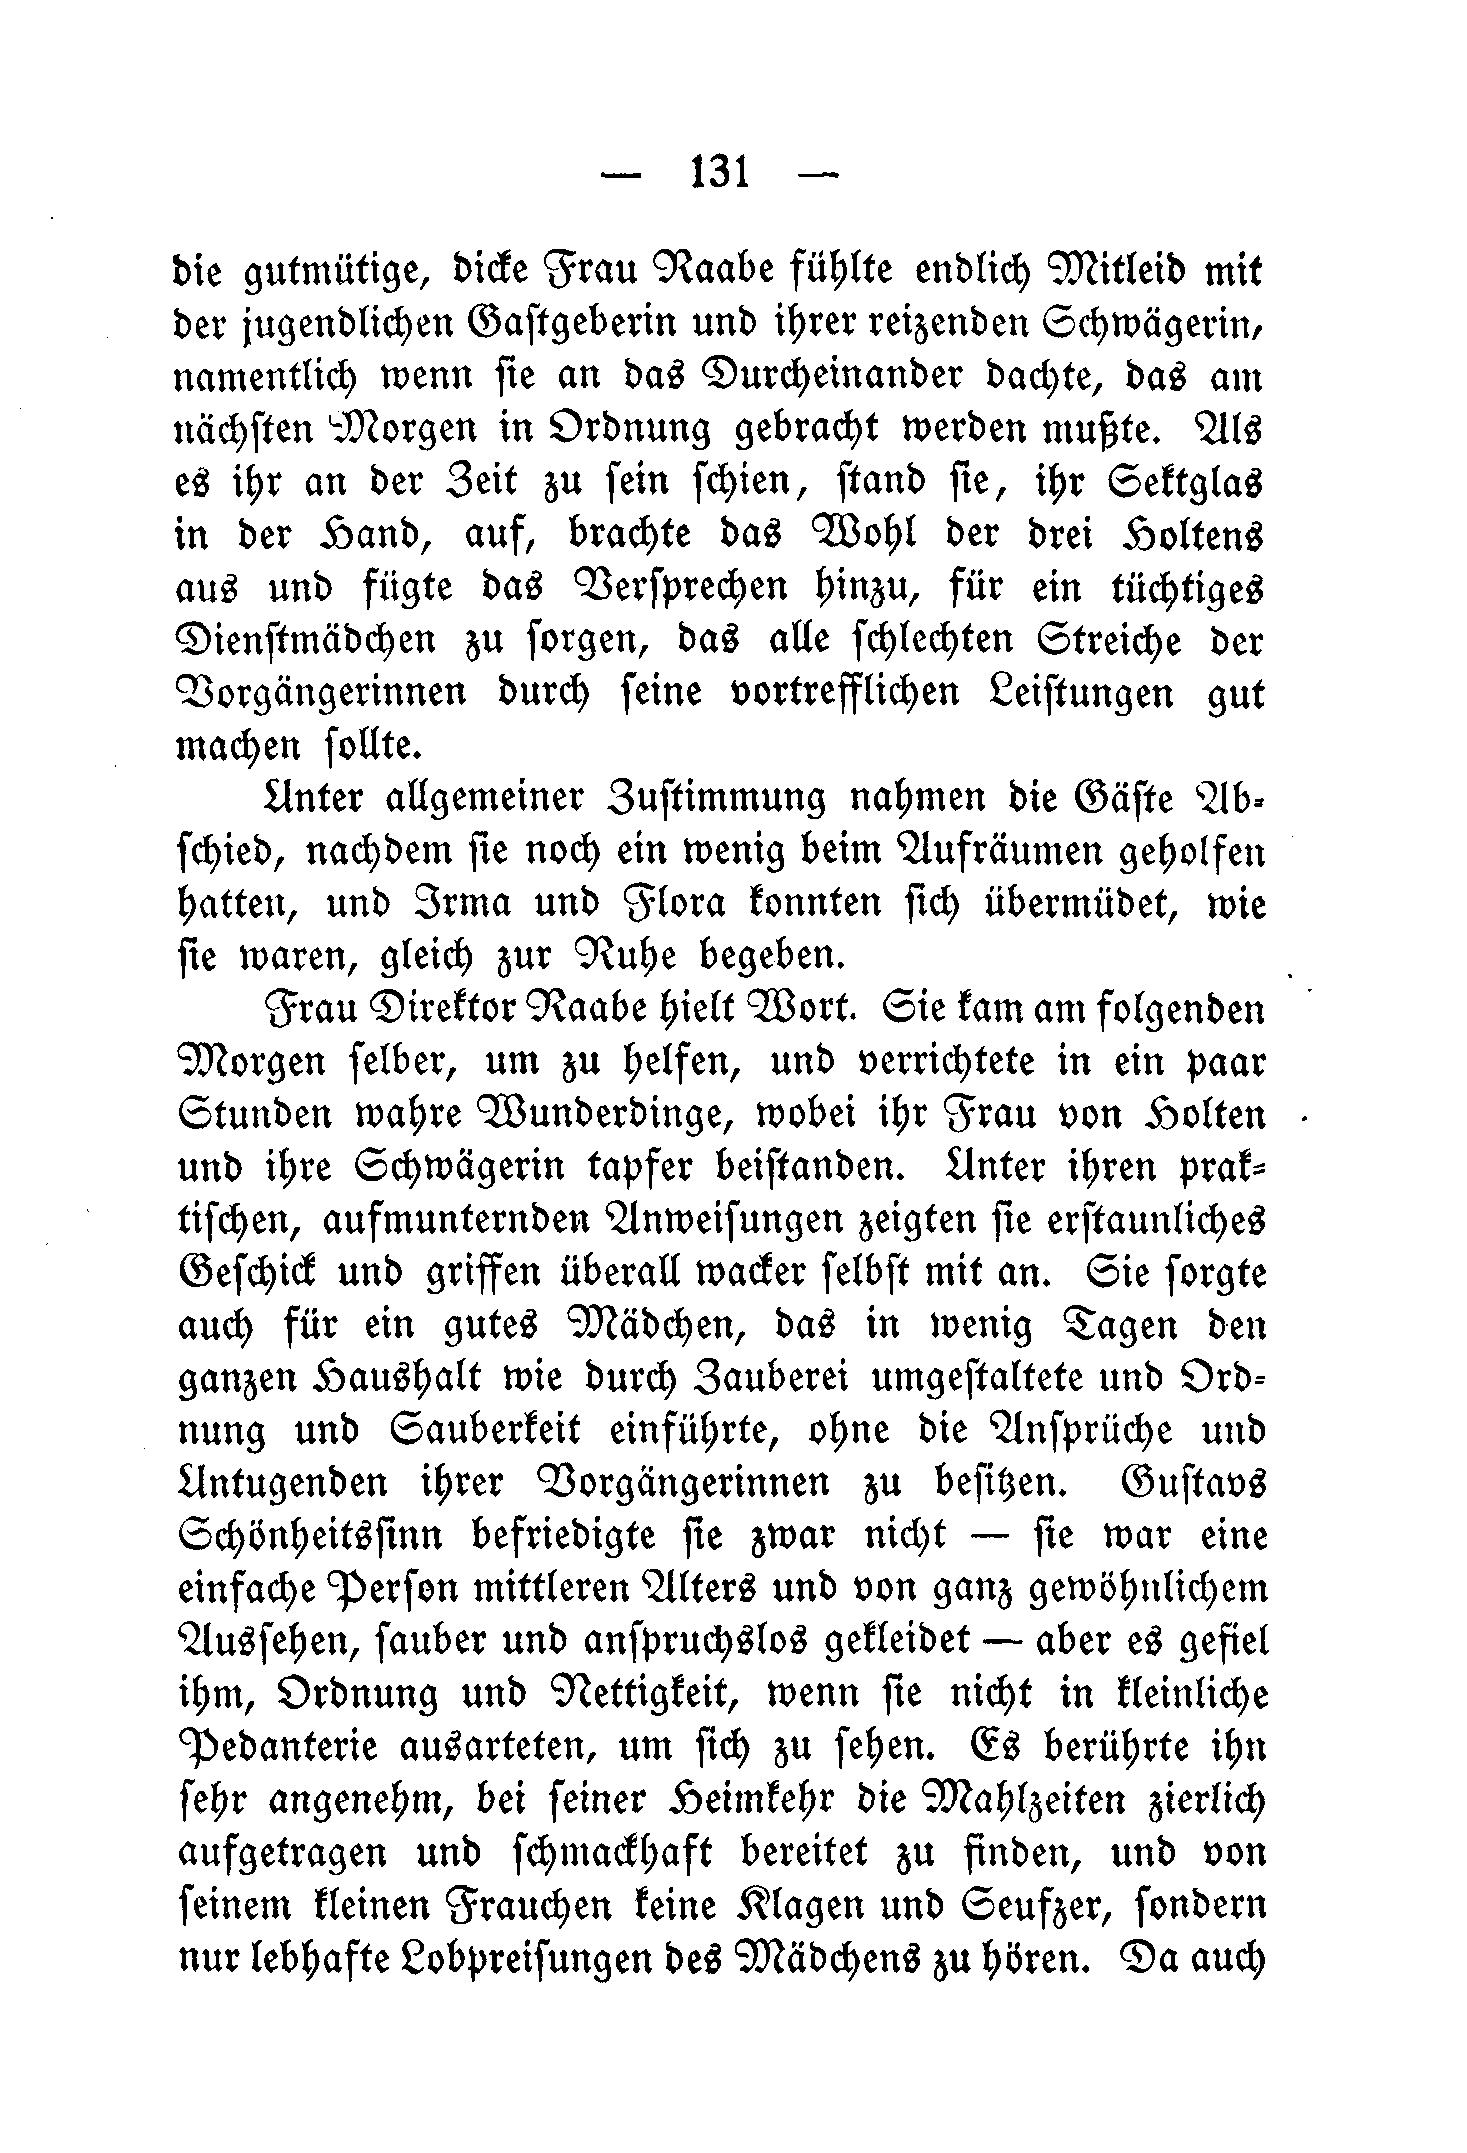 — 131 —
die gutmütige, dicke Frau Raabe fühlte endlich Mitleid mit
der jugendlichen Gaſtgeberin und ihrer reizenden Schwägerin,
namentlich wenn ſie an das Durcheinander dachte, das am
nächſten Morgen in Ordnung gebracht werden mußte. Als
es ihr an der Zeit zu ſein ſchien, ſtand ſie, ihr Sektglas
in der Hand, auf, brachte das Wohl der drei Holtens
aus und fügte das Verſprechen hinzu, für ein tüchtiges
Dienſtmädchen zu ſorgen, das alle ſchlechten Streiche der
Vorgängerinnen durch ſeine vortrefflichen Leiſtungen gut
machen ſollte.
Unter allgemeiner Zuſtimmung nahmen die Gäſte Ab-
ſchied, nachdem ſie noch ein wenig beim Aufräumen geholfen
hatten, und Irma und Flora konnten ſich übermüdet, wie
ſie waren, gleich zur Ruhe begeben.
Frau Direktor Raabe hielt Wort. Sie kam am folgenden
Morgen ſelber, um zu helfen, und verrichtete in ein paar
Stunden wahre Wunderdinge, wobei ihr Frau von Holten
und ihre Schwägerin tapfer beiſtanden. Unter ihren prak-
tiſchen, aufmunternden Anweiſungen zeigten ſie erſtaunliches
Geſchick und griffen überall wacker ſelbſt mit an. Sie ſorgte
auch für ein gutes Mädchen, das in wenig Tagen den
ganzen Haushalt wie durch Zauberei umgeſtaltete und Ord-
nung und Sauberkeit einführte, ohne die Anſprüche und
Untugenden ihrer Vorgängerinnen zu beſitzen. Guſtavs
Schönheitsſinn befriedigte ſie zwar nicht — ſie war eine
einfache Perſon mittleren Alters und von ganz gewöhnlichem
Ausſehen, ſauber und anſpruchslos gekleidet — aber es gefiel
ihm, Ordnung und Nettigkeit, wenn ſie nicht in kleinliche
Pedanterie ausarteten, um ſich zu ſehen. Es berührte ihn
ſehr angenehm, bei ſeiner Heimkehr die Mahlzeiten zierlich
aufgetragen und ſchmackhaft bereitet zu finden, und von
ſeinem kleinen Frauchen keine Klagen und Seufzer, ſondern
nur lebhafte Lobpreiſungen des Mädchens zu hören. Da auch